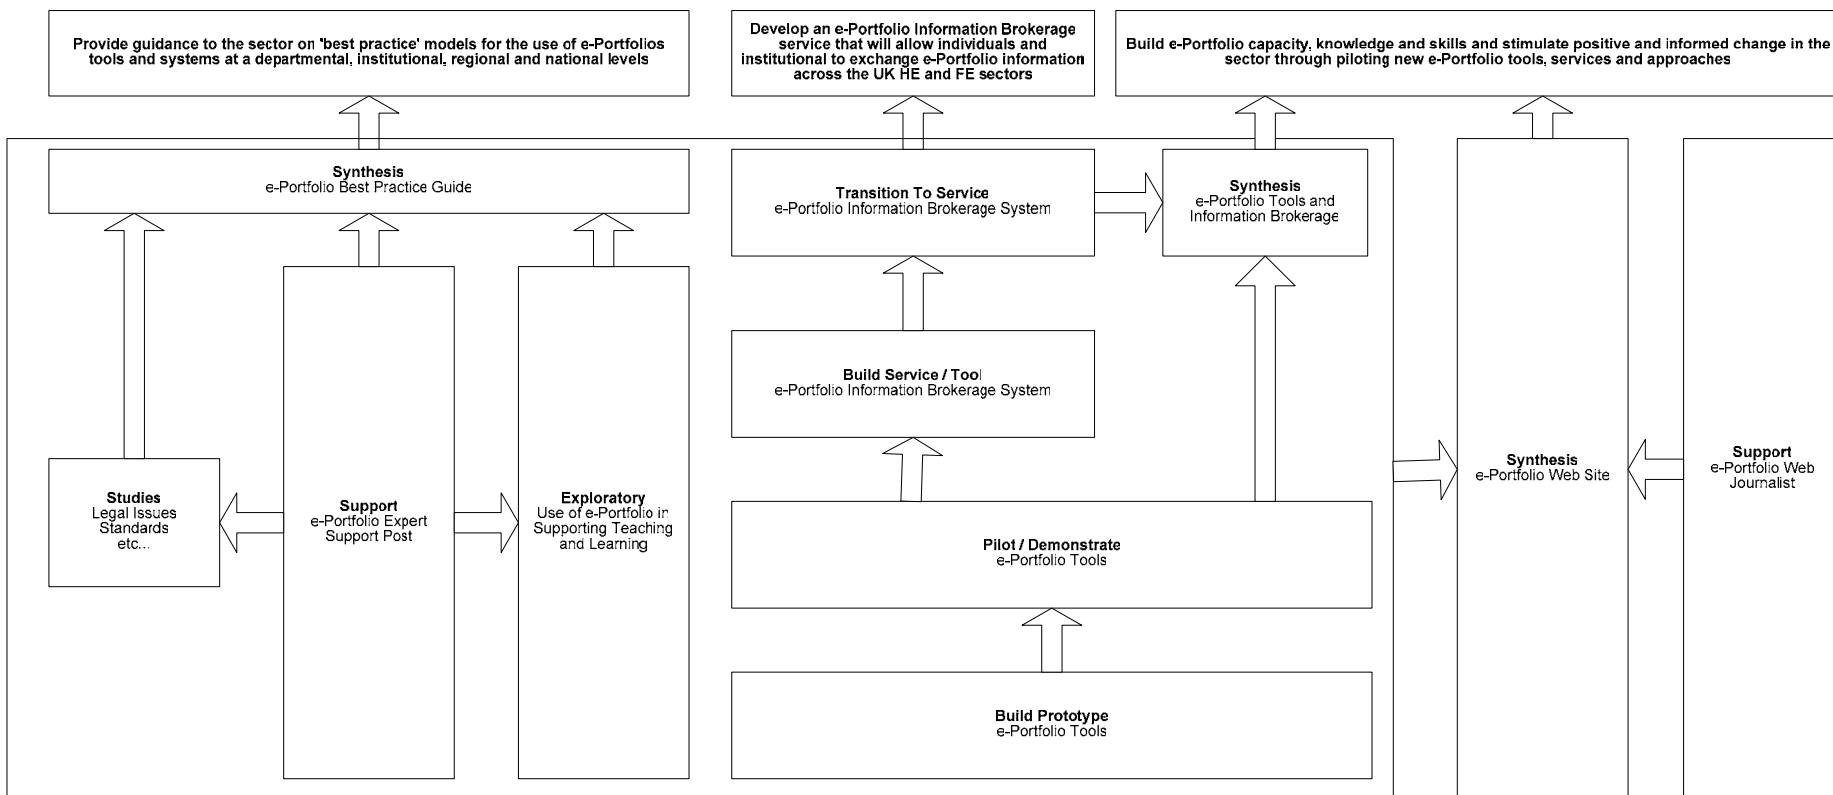 Provide guidance to the sector on 'best practice' models for the use of e-Portfolios
tools and systems at a departmental, institutional, regional and national levels
Develop an e-Portfolio Information Brokerage
service that will allow individuals and
institutional to exchange e-Portfolio information
across the UK HE and FE sectors
Build e-Portfolio capacity, knowledge and skills and stimulate positive and informed change in the
sector through piloting new e-Portfolio tools, services and approaches
Synthesis
e-Portfolio Best Practice Guide
Transition To Service
e-Portfolio Information Brokerage System
Synthesis
e-Portfolio Tools and
Information Brokerage
Build Service / Tool
e-Portfolio Information Brokerage System
Studies
Legal Issues
Standards
etc...
Support
e-Portfolio Expert
Support Post
Exploratory
Use of e-Portfolio in
Supporting Teaching
and Learning
Synthesis
e-Portfolio Web Site
Support
e-Portfolio Web
Journalist
Pilot / Demonstrate
e-Portfolio Tools
Build Prototype
e-Portfolio Tools